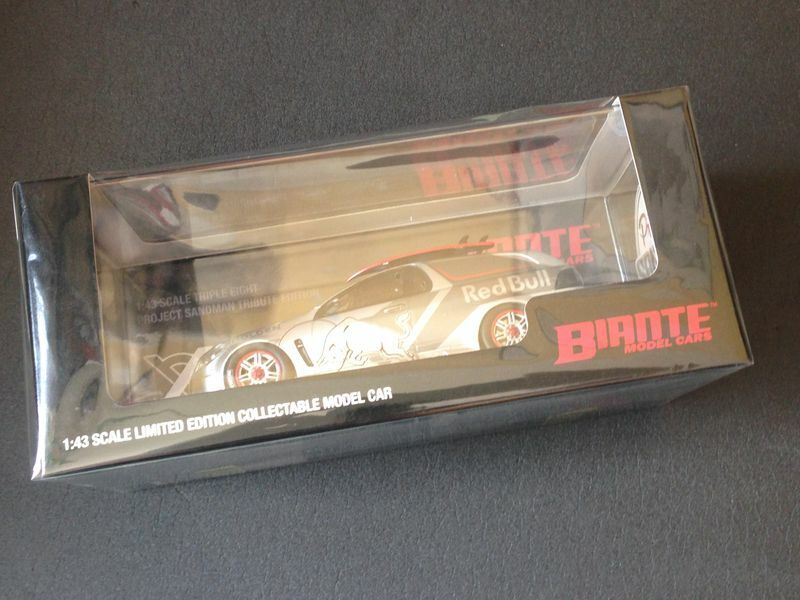 BIANTE
BIANTE
MODEL CARS
1:43 SCALE TRIPLE EIGHT
PROJECT SANDMAN TRIBUTE EDITION
Red Bull
BIANTE™
MODEL CARS
1:43 SCALE LIMITED EDITION COLLECTABLE MODEL CAR